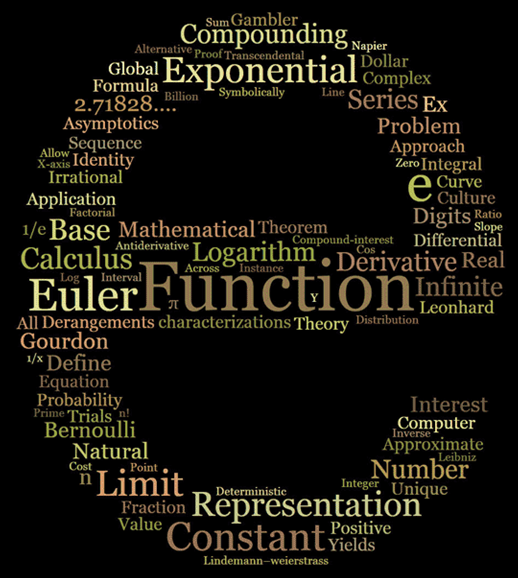 Sum Gambler
Compounding
Alternative Proof Transcendental Napier
Global Exponential Dollar
Formula Complex
2.71828.... Billion Symbolically Line Series Ex
Asymptotics Problem
Sequence Approach
Allow X-axis Identity Zero Integral
Irrational e Curve
Application Culture
Factorial Digits Ratio
1/e Base Mathematical Theorem Slope
Antiderivative Compound-interest Differential
Calculus Logarithm Cos
Across Instance Derivative Real
Log Interval
Euler Function Infinite
π Y Leonhard
All Derangements characterizations Theory Distribution
Gourdon
1/x Define
Equation
Probability Interest
Prime Trials n! Computer
Bernoulli Inverse
Natural Approximate
Cost Point Leibniz
n Limit Number
Deterministic Integer Unique
Fraction Representation
Value Constant Positive
Yields
Lindemann–weierstrass